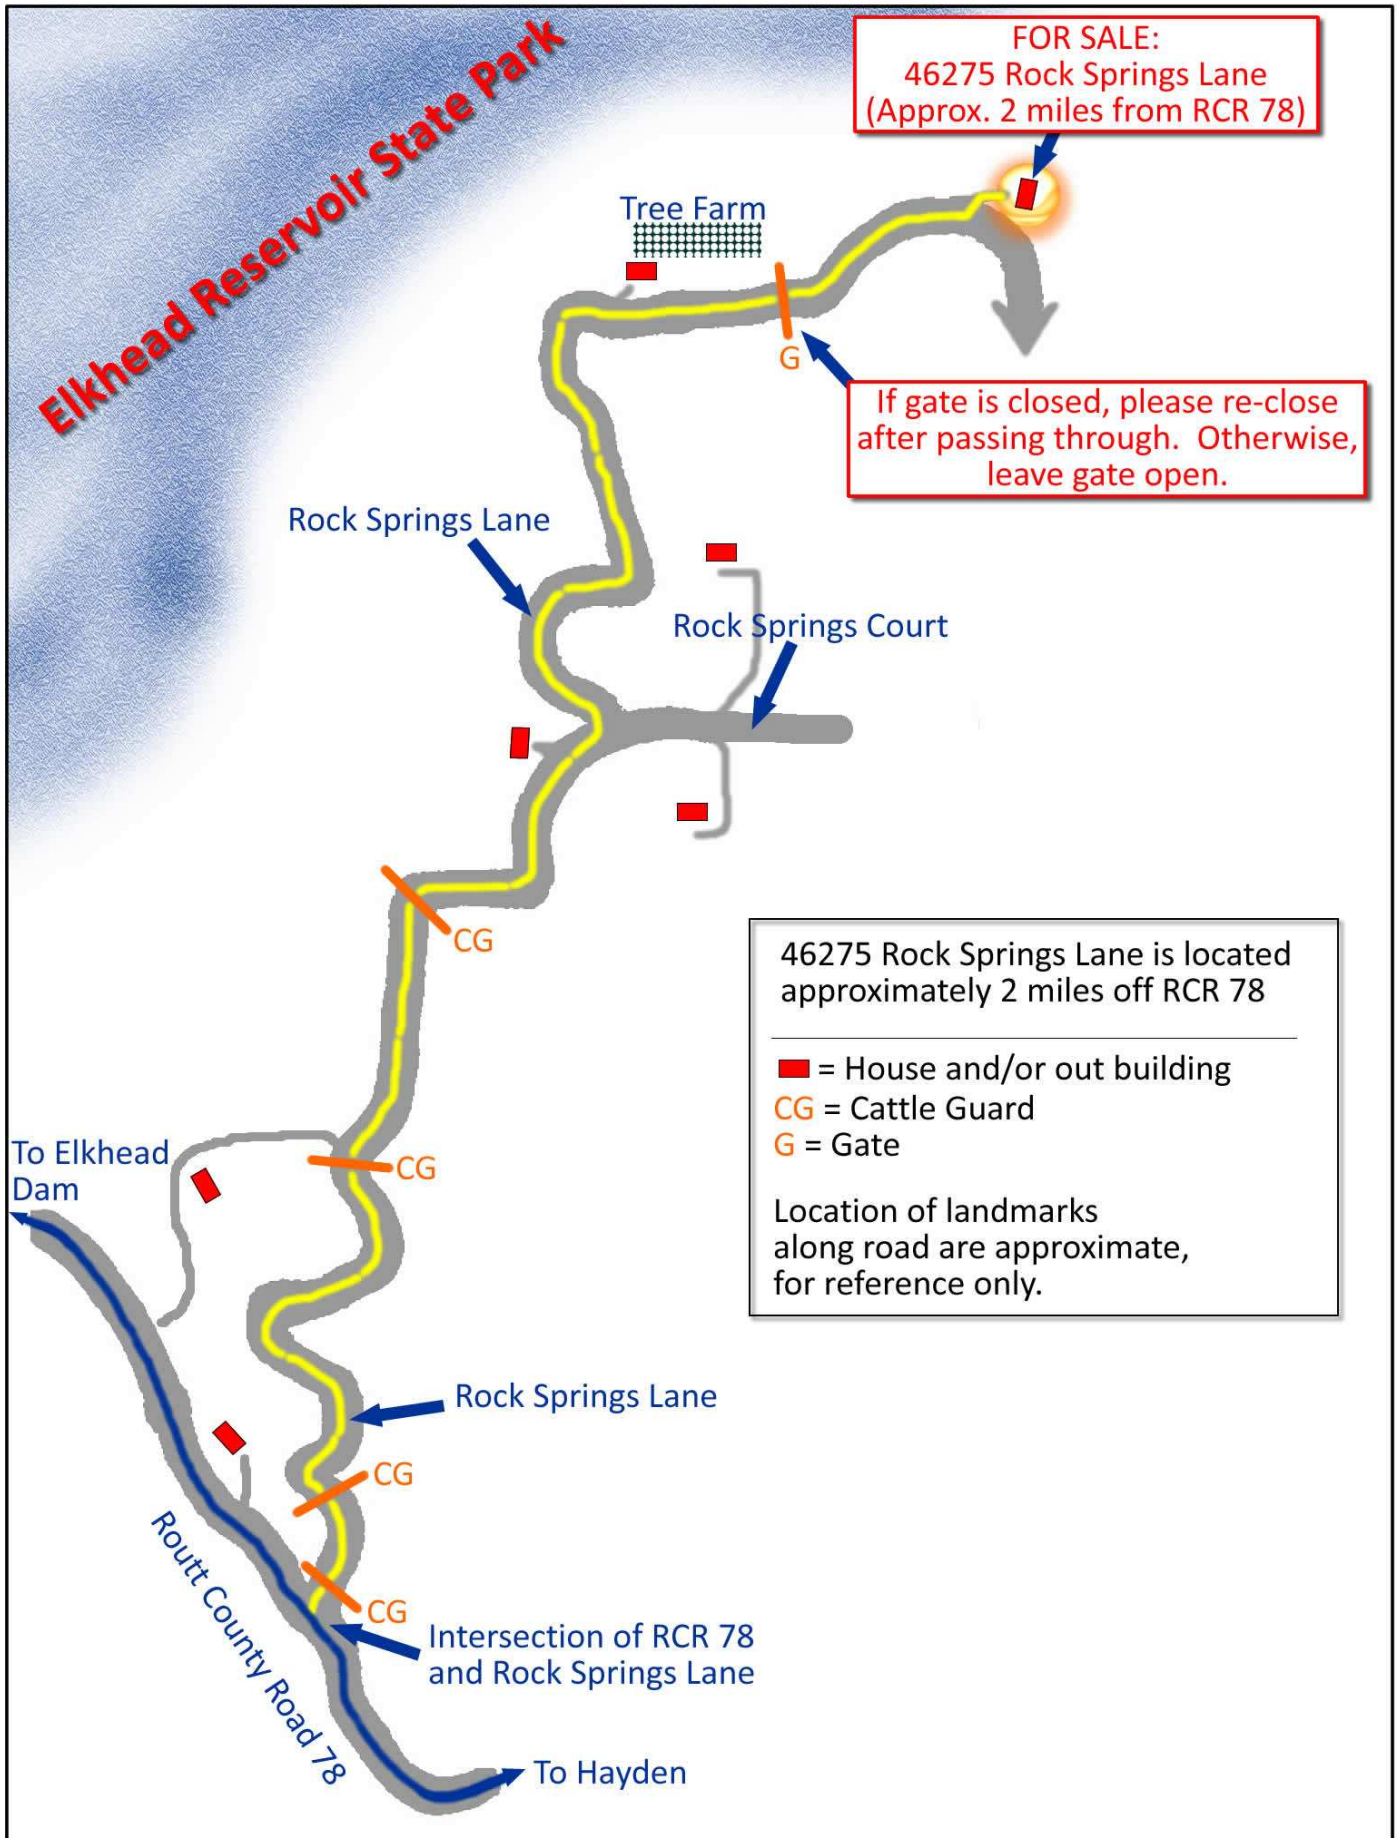 Elkhead Reservoir State Park
FOR SALE:
46275 Rock Springs Lane
(Approx. 2 miles from RCR 78)
Tree Farm
G
If gate is closed, please re-close
after passing through.  Otherwise,
leave gate open.
Rock Springs Lane
Rock Springs Court
CG
46275 Rock Springs Lane is located
approximately 2 miles off RCR 78
= House and/or out building
CG = Cattle Guard
G = Gate
Location of landmarks
along road are approximate,
for reference only.
To Elkhead
Dam
CG
Rock Springs Lane
CG
CG
Routt County Road 78
Intersection of RCR 78
and Rock Springs Lane
To Hayden